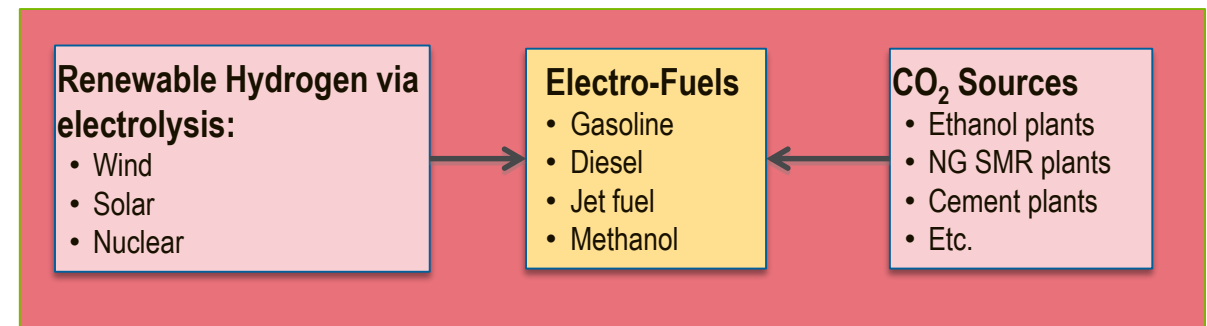 Renewable Hydrogen via
electrolysis:
• Wind
• Solar
• Nuclear
Electro-Fuels
• Gasoline
• Diesel
• Jet fuel
• Methanol
CO₂ Sources
• Ethanol plants
• NG SMR plants
• Cement plants
• Etc.